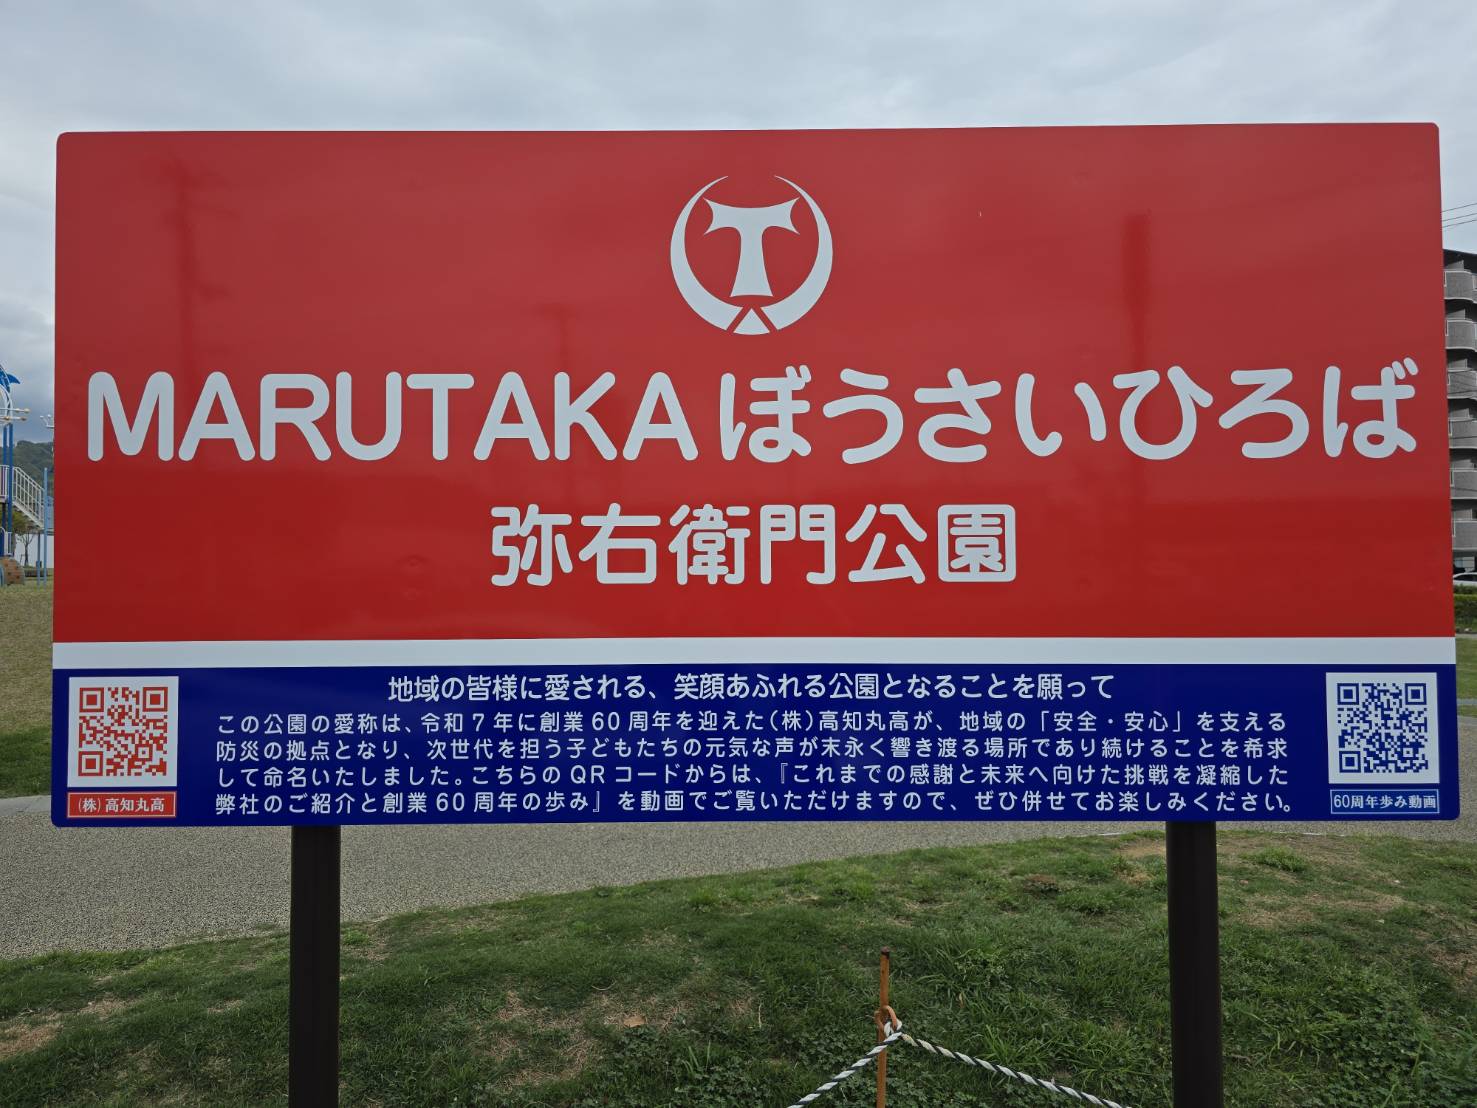 T
MARUTAKAぼうさいひろば
弥右衛門公園
地域の皆様に愛される、笑顔あふれる公園となることを願って
この公園の愛称は、令和7年に創業60周年を迎えた(株)高知丸高が、地域の「安全・安心」を支える
防災の拠点となり、次世代を担う子どもたちの元気な声が末永く響き渡る場所であり続けることを希求
して命名いたしました。こちらのQRコードからは、『これまでの感謝と未来へ向けた挑戦を凝縮した
弊社のご紹介と創業60周年の歩み』を動画でご覧いただけますので、ぜひ併せてお楽しみください。
(株)高知丸高
60周年歩み動画